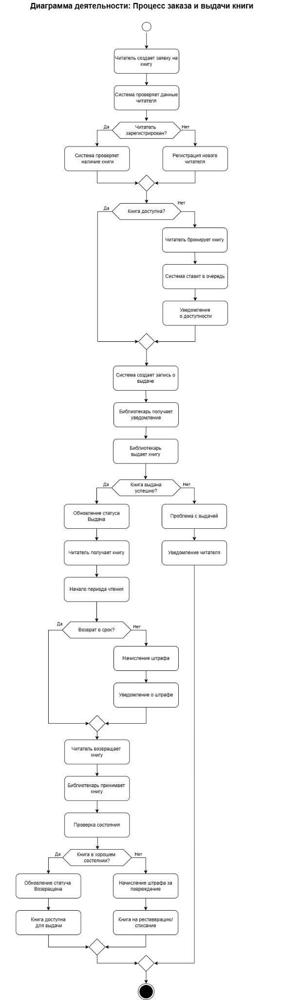 Диаграмма деятельности: Процесс заказа и выдачи книги
Читатель создает заявку на
книгу
Система проверяет данные
читателя
Читатель
зарегистрирован?
Да
Нет
Система проверяет
наличие книги
Регистрация нового
читателя
Книга доступна?
Да
Нет
Читатель бронирует книгу
Система ставит в очередь
Уведомление
о доступности
Система создает запись о
выдаче
Библиотекарь получает
уведомление
Библиотекарь
выдает книгу
Книга выдана
успешно?
Да
Нет
Обновление статуса
Выдача
Проблема с выдачей
Читатель получает книгу
Уведомление читателя
Начало периода чтения
Возврат в срок?
Да
Нет
Начисление штрафа
Уведомление о штрафе
Читатель возвращает
книгу
Библиотекарь принимает
книгу
Проверка состояния
Книга в хорошем
состоянии?
Да
Нет
Обновление статуча
Возвращена
Начисление штрафа за
повреждение
Книга доступна
для выдачи
Книга на реставврацию/
списание